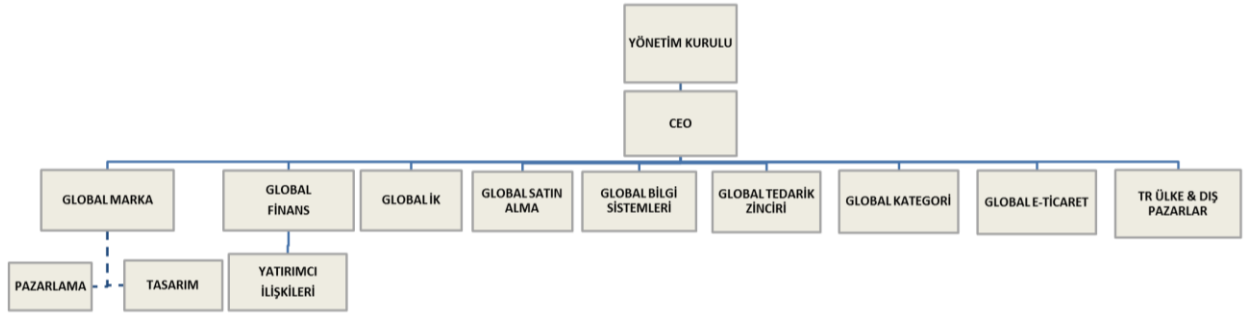 YÖNETİM KURULU
CEO
GLOBAL MARKA
GLOBAL
FİNANS
GLOBAL İK
GLOBAL SATIN
ALMA
GLOBAL BİLGİ
SİSTEMLERİ
GLOBAL TEDARİK
ZİNCİRİ
GLOBAL KATEGORİ
GLOBAL E-TİCARET
TR ÜLKE & DIŞ
PAZARLAR
PAZARLAMA
TASARIM
YATIRIMCI
İLİŞKİLERİ